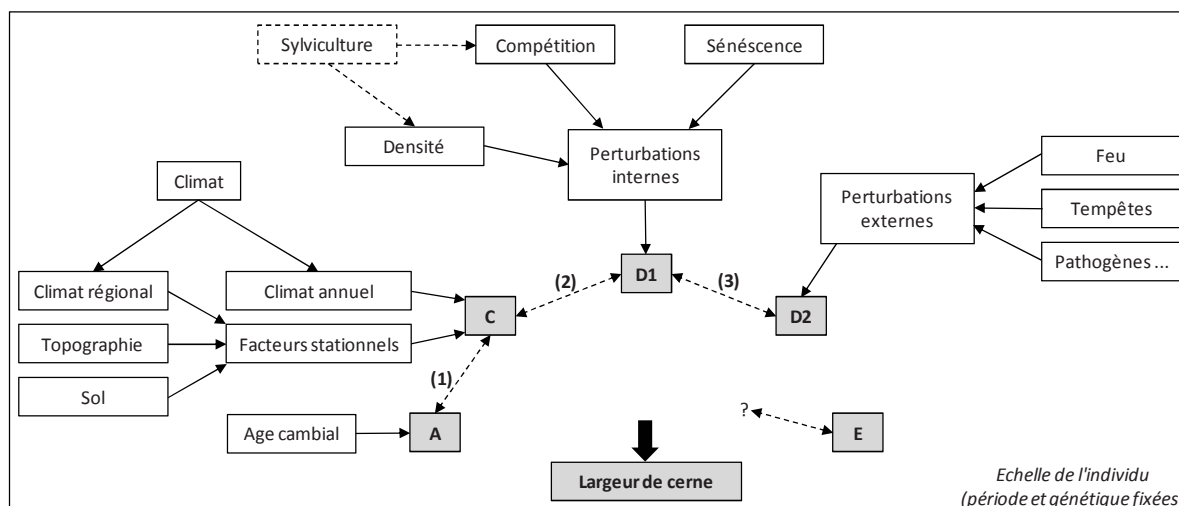 Sylviculture
Compétition
Sénéscence
Densité
Perturbations
internes
Feu
Climat
Perturbations
externes
Tempêtes
Pathogènes ...
Climat régional
Climat annuel
(2)
D1
(3)
C
D2
Topographie
Facteurs stationnels
(1)
Sol
?
Age cambial
A
E
Largeur de cerne
Echelle de l'individu
(période et génétique fixées